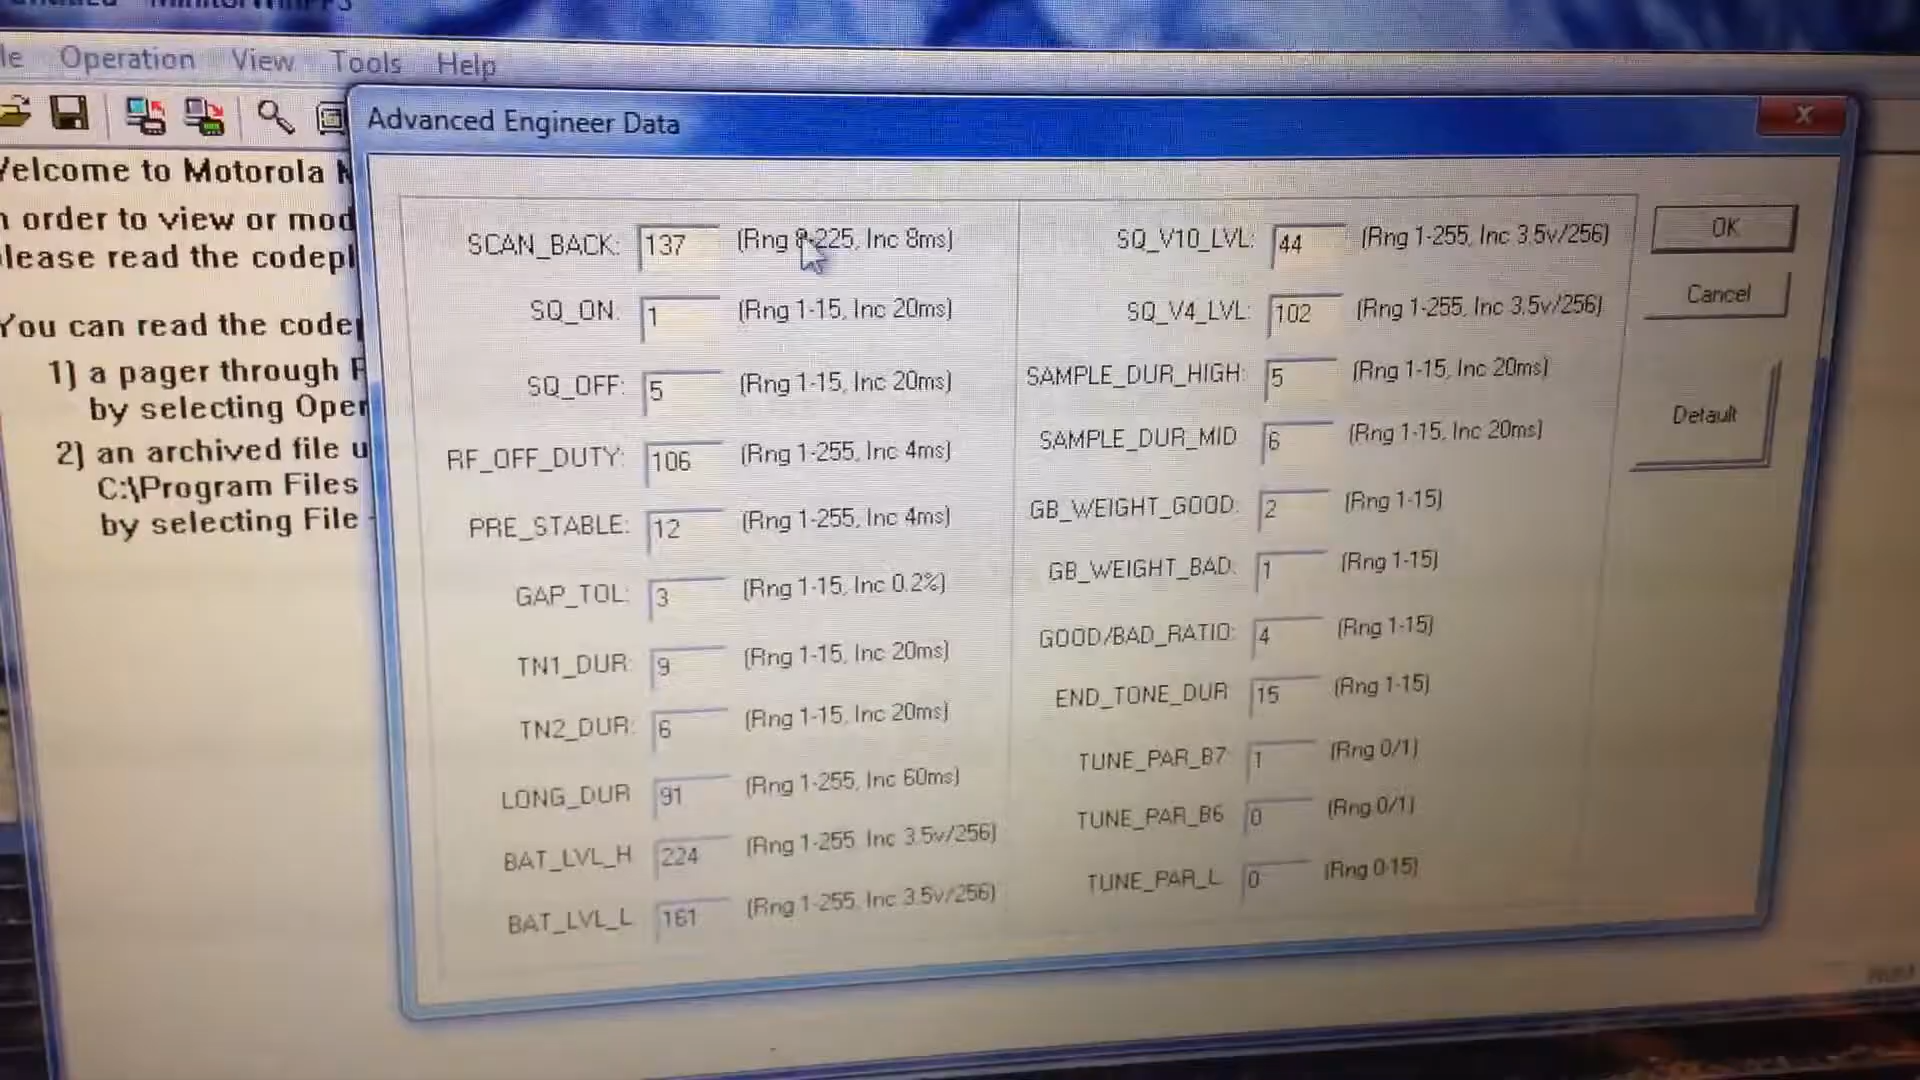 Operation View Tools Help
Advanced Engineer Data
Welcome to Motorola
order to view or mod
please read the codepl
You can read the codep
1) a pager through
by selecting Oper
2) an archived file u
C:\Program Files
by selecting File
SCAN_BACK: 137 (Rng 8-225, Inc 8ms)
SQ_ON: 1 (Rng 1-15, Inc 20ms)
SQ_OFF: 5 (Rng 1-15, Inc 20ms)
RF_OFF_DUTY: 106 (Rng 1-255, Inc 4ms)
PRE_STABLE: 12 (Rng 1-255, Inc 4ms)
GAP_TOL: 3 (Rng 1-15, Inc 0.2%)
TN1_DUR: 9 (Rng 1-15, Inc 20ms)
TN2_DUR: 6 (Rng 1-15, Inc 20ms)
LONG_DUR 91 (Rng 1-255, Inc 60ms)
BAT_LVL_H 224 (Rng 1-255. Inc 3.5v/256)
BAT_LVL_L 161 (Rng 1-255. Inc 3.5v/256)
SQ_V10_LVL: 44 (Rng 1-255, Inc 3.5v/256)
SQ_V4_LVL: 102 (Rng 1-255, Inc 3.5v/256)
SAMPLE_DUR_HIGH: 5 (Rng 1-15, Inc 20ms)
SAMPLE_DUR_MID 6 (Rng 1-15, Inc 20ms)
GB_WEIGHT_GOOD: 2 (Rng 1-15)
GB_WEIGHT_BAD: 1 (Rng 1-15)
GOOD/BAD_RATIO: 4 (Rng 1-15)
END_TONE_DUR 15 (Rng 1-15)
TUNE_PAR_B7 1 (Rng 0/1)
TUNE_PAR_B6 0 (Rng 0/1)
TUNE_PAR_L 0 (Rng 0-15)
OK
Cancel
Default